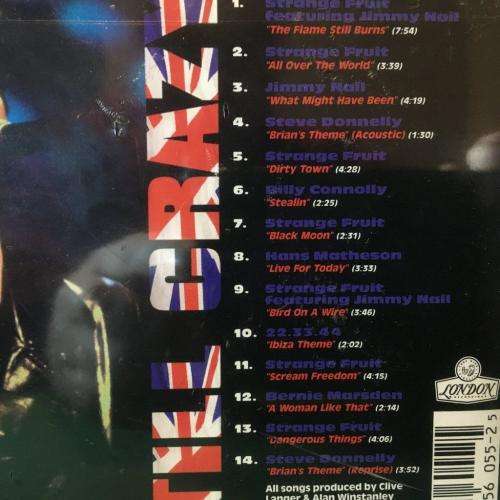 STILL CRAZY
1. Strange Fruit
featuring Jimmy Nail
"The Flame Still Burns" (7:54)
2. Strange Fruit
"All Over The World" (3:39)
3. Jimmy Nail
"What Might Have Been" (4:19)
4. Steve Donnelly
"Brian's Theme" (Acoustic) (1:30)
5. Strange Fruit
"Dirty Town" (4:28)
6. Billy Connolly
"Stealin" (2:25)
7. Strange Fruit
"Black Moon" (2:31)
8. Hans Matheson
"Live For Today" (3:33)
9. Strange Fruit
featuring Jimmy Nail
"Bird On A Wire" (3:46)
10. 22.33.44
"Ibiza Theme" (2:02)
11. Strange Fruit
"Scream Freedom" (4:15)
12. Bernie Marsden
"A Woman Like That" (2:14)
13. Strange Fruit
"Dangerous Things" (4:06)
14. Steve Donnelly
"Brian's Theme" (Reprise) (3:52)
All songs produced by Clive
Langer & Alan Winstanley
LONDON
RECORDINGS
6 055-2 5